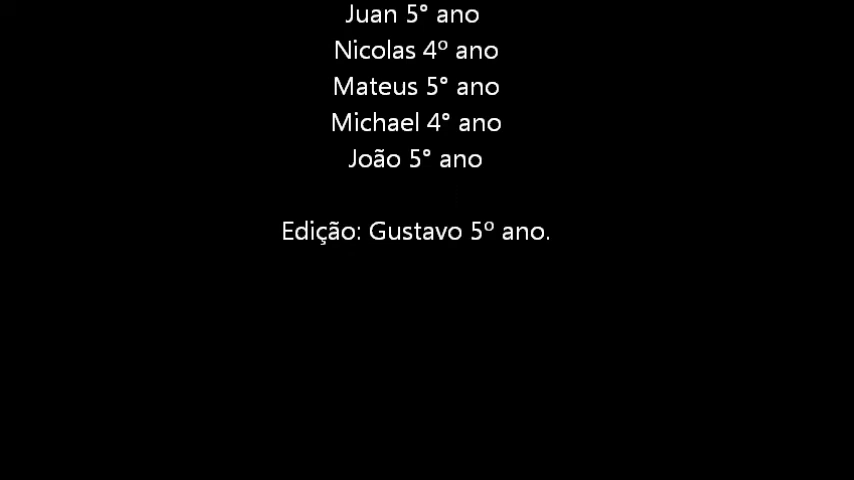 Juan 5° ano
Nicolas 4º ano
Mateus 5° ano
Michael 4° ano
João 5° ano
Edição: Gustavo 5º ano.